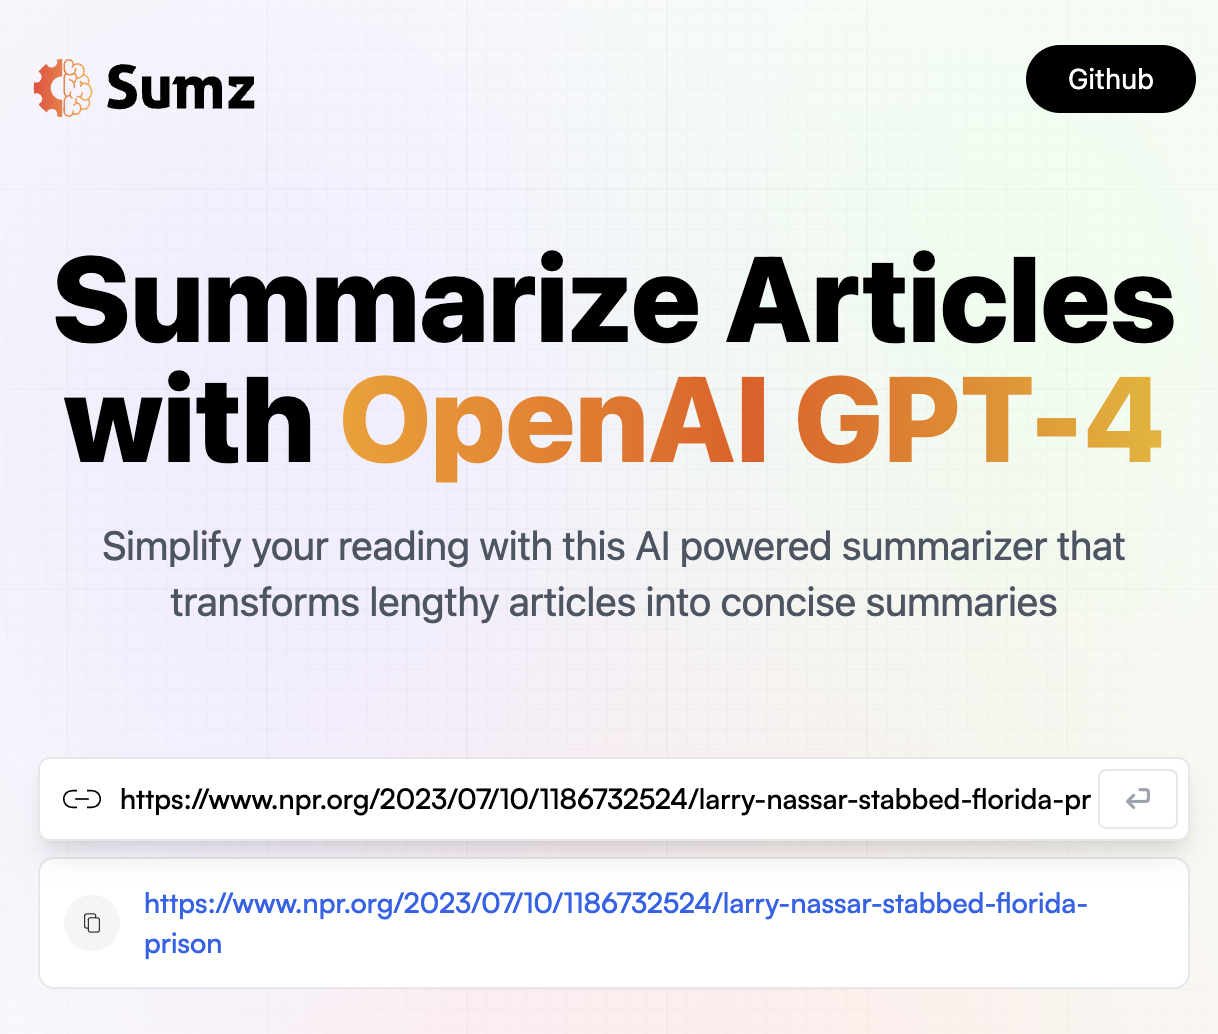 Sumz
Github
Summarize Articles
with OpenAI GPT-4
Simplify your reading with this AI powered summarizer that
transforms lengthy articles into concise summaries
https://www.npr.org/2023/07/10/1186732524/larry-nassar-stabbed-florida-pr
https://www.npr.org/2023/07/10/1186732524/larry-nassar-stabbed-florida-
prison